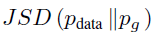 JSD (p_data ∥ p_g)